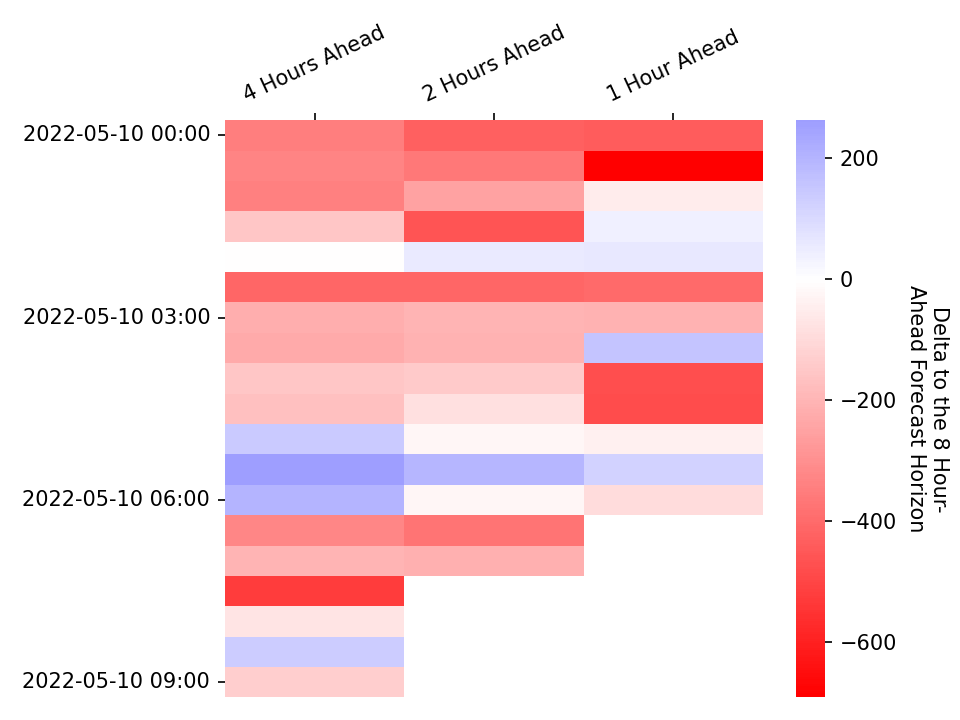 4 Hours Ahead
2 Hours Ahead
1 Hour Ahead
2022-05-10 00:00
2022-05-10 03:00
2022-05-10 06:00
2022-05-10 09:00
200
0
−200
−400
−600
Delta to the 8 Hour-
Ahead Forecast Horizon